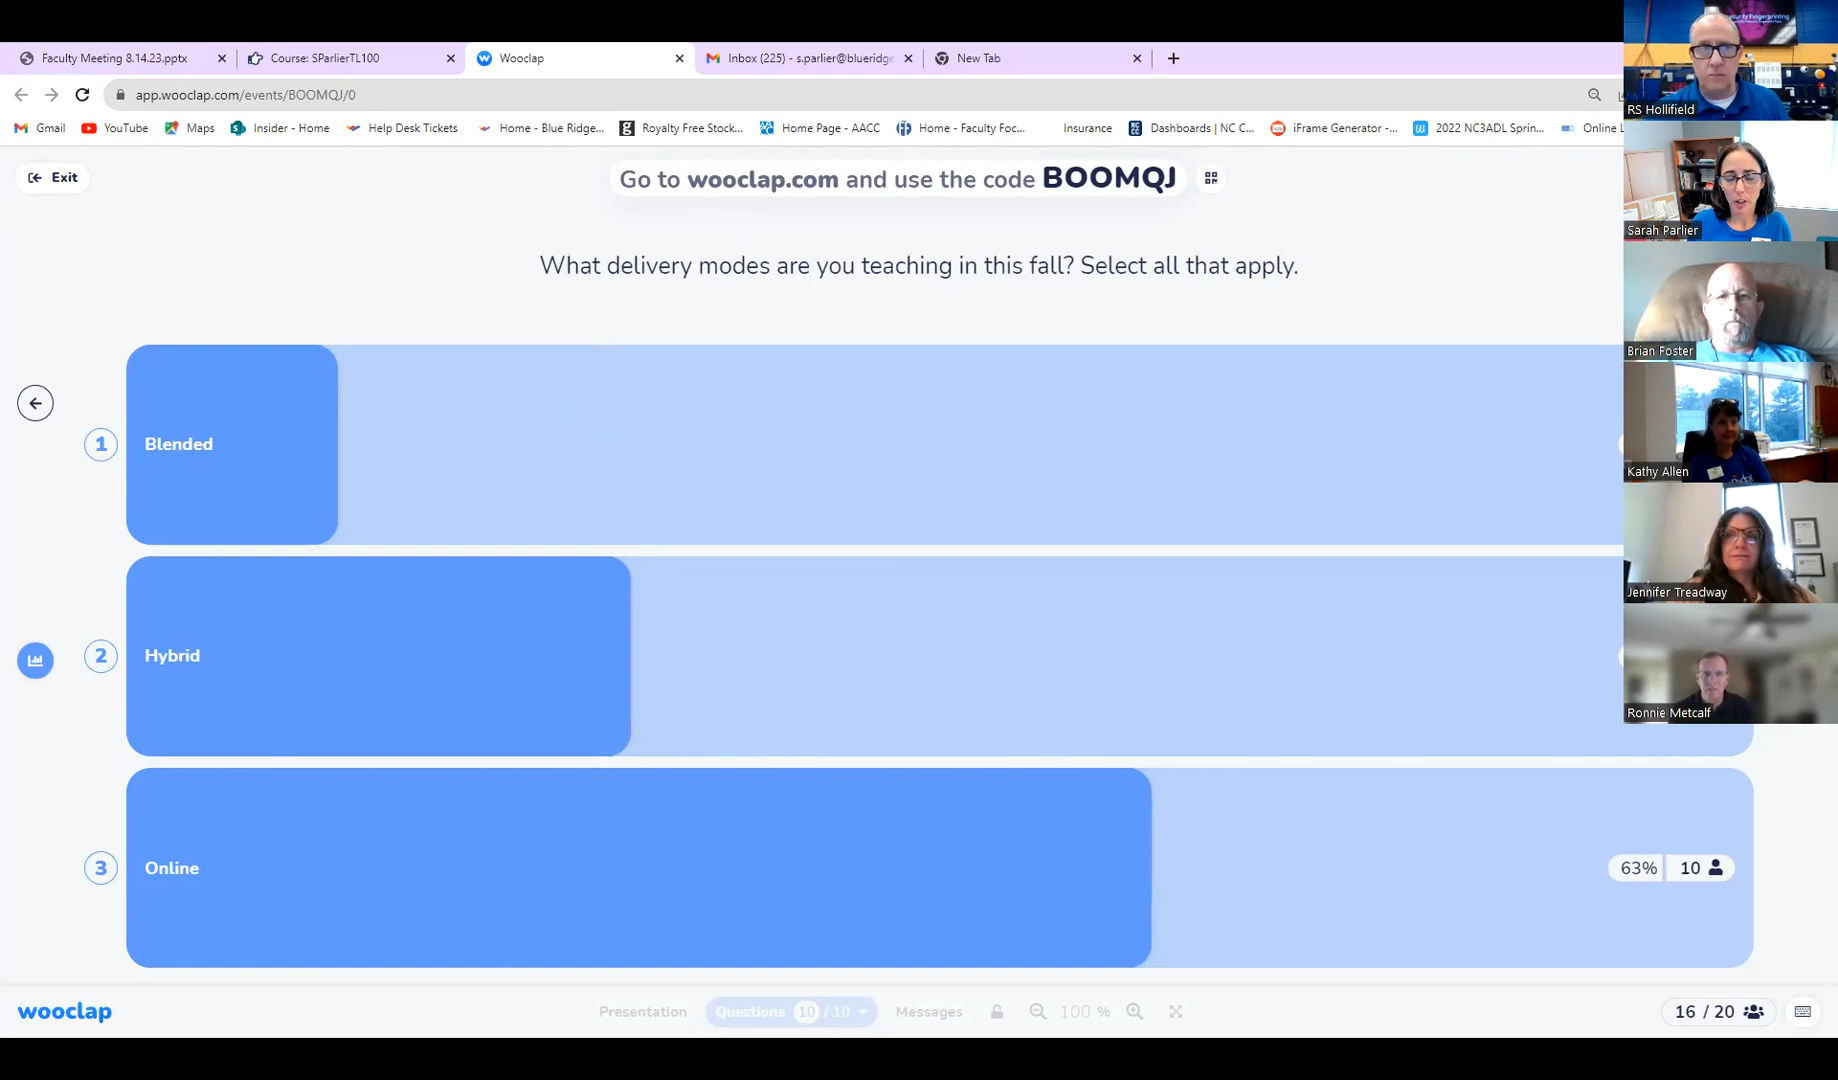 Faculty Meeting 8.14.23.pptx
Course: SParlierTL100
Wooclap
Inbox (225) - s.parlier@blueridge
New Tab
app.wooclap.com/events/BOOMQJ/0
Gmail
YouTube
Maps
Insider - Home
Help Desk Tickets
Home - Blue Ridge...
Royalty Free Stock...
Home Page - AACC
Home - Faculty Foc...
Insurance
Dashboards | NC C...
iFrame Generator -...
2022 NC3ADL Sprin...
Online L
Exit
Go to wooclap.com and use the code BOOMQJ
What delivery modes are you teaching in this fall? Select all that apply.
1 Blended
2 Hybrid
3 Online
63% 10
wooclap
Presentation
Questions 10 / 10
Messages
100 %
16 / 20
RS Hollifield
Sarah Parlier
Brian Foster
Kathy Allen
Jennifer Treadway
Ronnie Metcalf